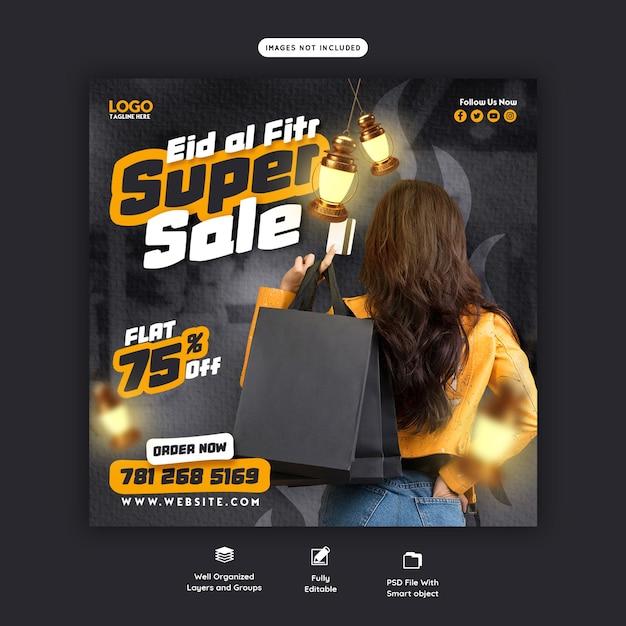 IMAGES NOT INCLUDED
LOGO
TAGLINE HERE
Follow Us Now
Eid al Fitr
Super
Sale
FLAT
75%
Off
ORDER NOW
781 268 5169
WWW.WEBSITE.COM
Well Organized
Layers and Groups
Fully
Editable
PSD File With
Smart object